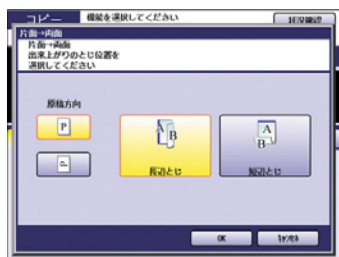 コピー 機能を選択してください 状況確認
片面→両面
片面→両面
出来上がりのとじ位置を
選択してください
原稿方向
P
P
A B
長辺とじ
A B
短辺とじ
OK キャンセル